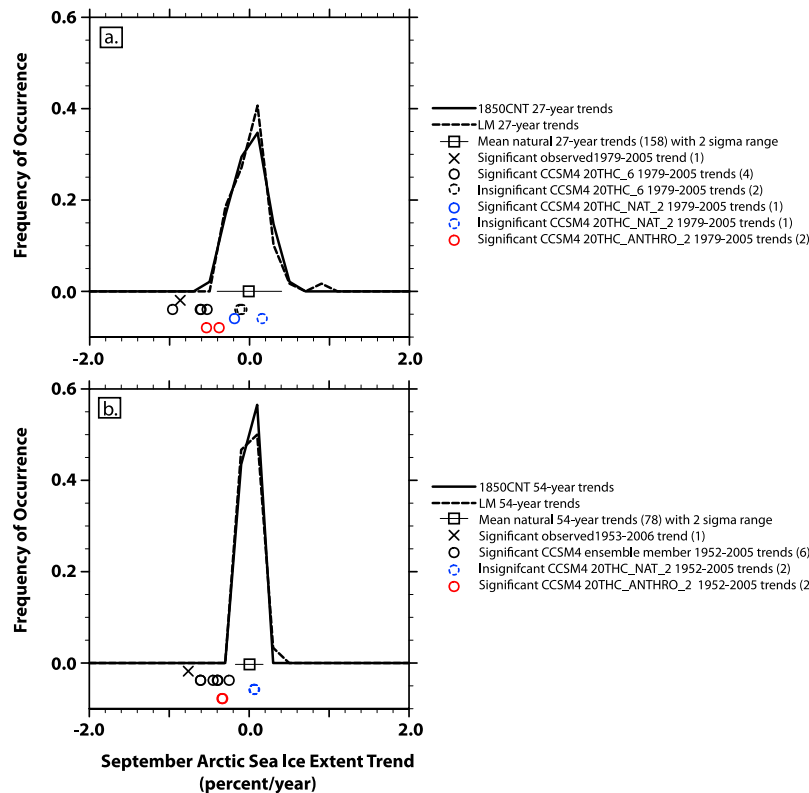 0.6
a.
0.4
0.2
0.0
Frequency of Occurrence
-2.0
0.0
2.0
1850CNT 27-year trends
LM 27-year trends
Mean natural 27-year trends (158) with 2 sigma range
Significant observed1979-2005 trend (1)
Significant CCSM4 20THC_6 1979-2005 trends (4)
Insignificant CCSM4 20THC_6 1979-2005 trends (2)
Significant CCSM4 20THC_NAT_2 1979-2005 trends (1)
Insignificant CCSM4 20THC_NAT_2 1979-2005 trends (1)
Significant CCSM4 20THC_ANTHRO_2 1979-2005 trends (2)
0.6
b.
0.4
0.2
0.0
Frequency of Occurrence
-2.0
0.0
2.0
1850CNT 54-year trends
LM 54-year trends
Mean natural 54-year trends (78) with 2 sigma range
Significant observed1953-2006 trend (1)
Significant CCSM4 ensemble member 1952-2005 trends (6)
Insignifcant CCSM4 20THC_NAT_2 1952-2005 trends (2)
Significant CCSM4 20THC_ANTHRO_2 1952-2005 trends (2
September Arctic Sea Ice Extent Trend
(percent/year)